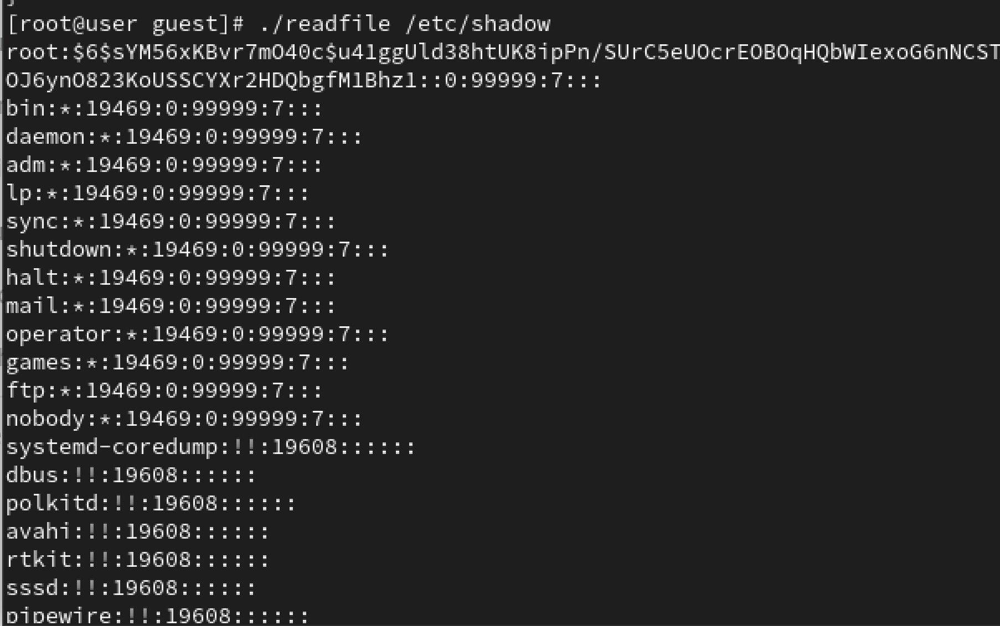 [root@user guest]# ./readfile /etc/shadow
root:$6$sYM56xKBvr7mO40c$u41ggUld38htUK8ipPn/SUrC5eUOcrEOBOqHQbWIexoG6nNCST
OJ6ynO823KoUSSCYXr2HDQbgfM1Bhz1::0:99999:7:::
bin:*:19469:0:99999:7:::
daemon:*:19469:0:99999:7:::
adm:*:19469:0:99999:7:::
lp:*:19469:0:99999:7:::
sync:*:19469:0:99999:7:::
shutdown:*:19469:0:99999:7:::
halt:*:19469:0:99999:7:::
mail:*:19469:0:99999:7:::
operator:*:19469:0:99999:7:::
games:*:19469:0:99999:7:::
ftp:*:19469:0:99999:7:::
nobody:*:19469:0:99999:7:::
systemd-coredump:!!:19608::::::
dbus:!!:19608::::::
polkitd:!!:19608::::::
avahi:!!:19608::::::
rtkit:!!:19608::::::
sssd:!!:19608::::::
pipewire:!!:19608::::::